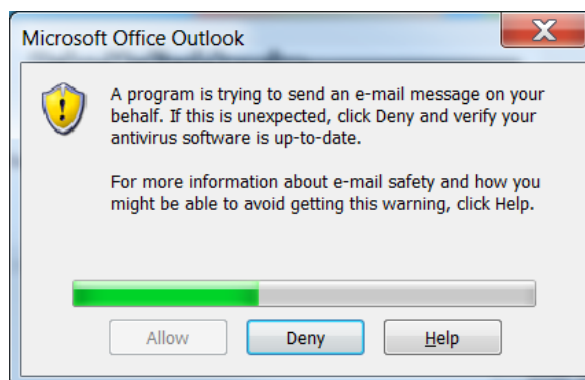 Microsoft Office Outlook
A program is trying to send an e-mail message on your
behalf. If this is unexpected, click Deny and verify your
antivirus software is up-to-date.
For more information about e-mail safety and how you
might be able to avoid getting this warning, click Help.
Allow Deny Help